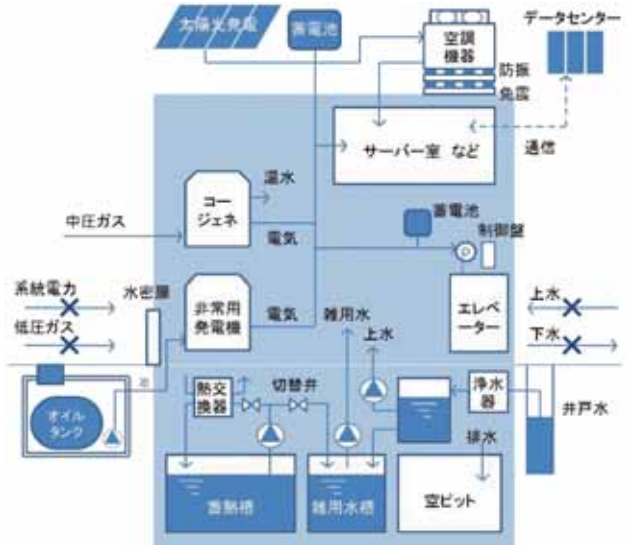 太陽光発電
蓄電池
空調
機器
防振
免震
データセンター
通信
サーバー室 など
コー
ジェネ
温水
中圧ガス
電気
蓄電池
制御盤
系統電力
低圧ガス
水密扉
非常用
発電機
電気
雑用水
上水
エレベ
ーター
上水
下水
油
オイル
タンク
熱交
換器
切替弁
浄水
器
井戸水
排水
蓄熱槽
雑用水槽
空ピット